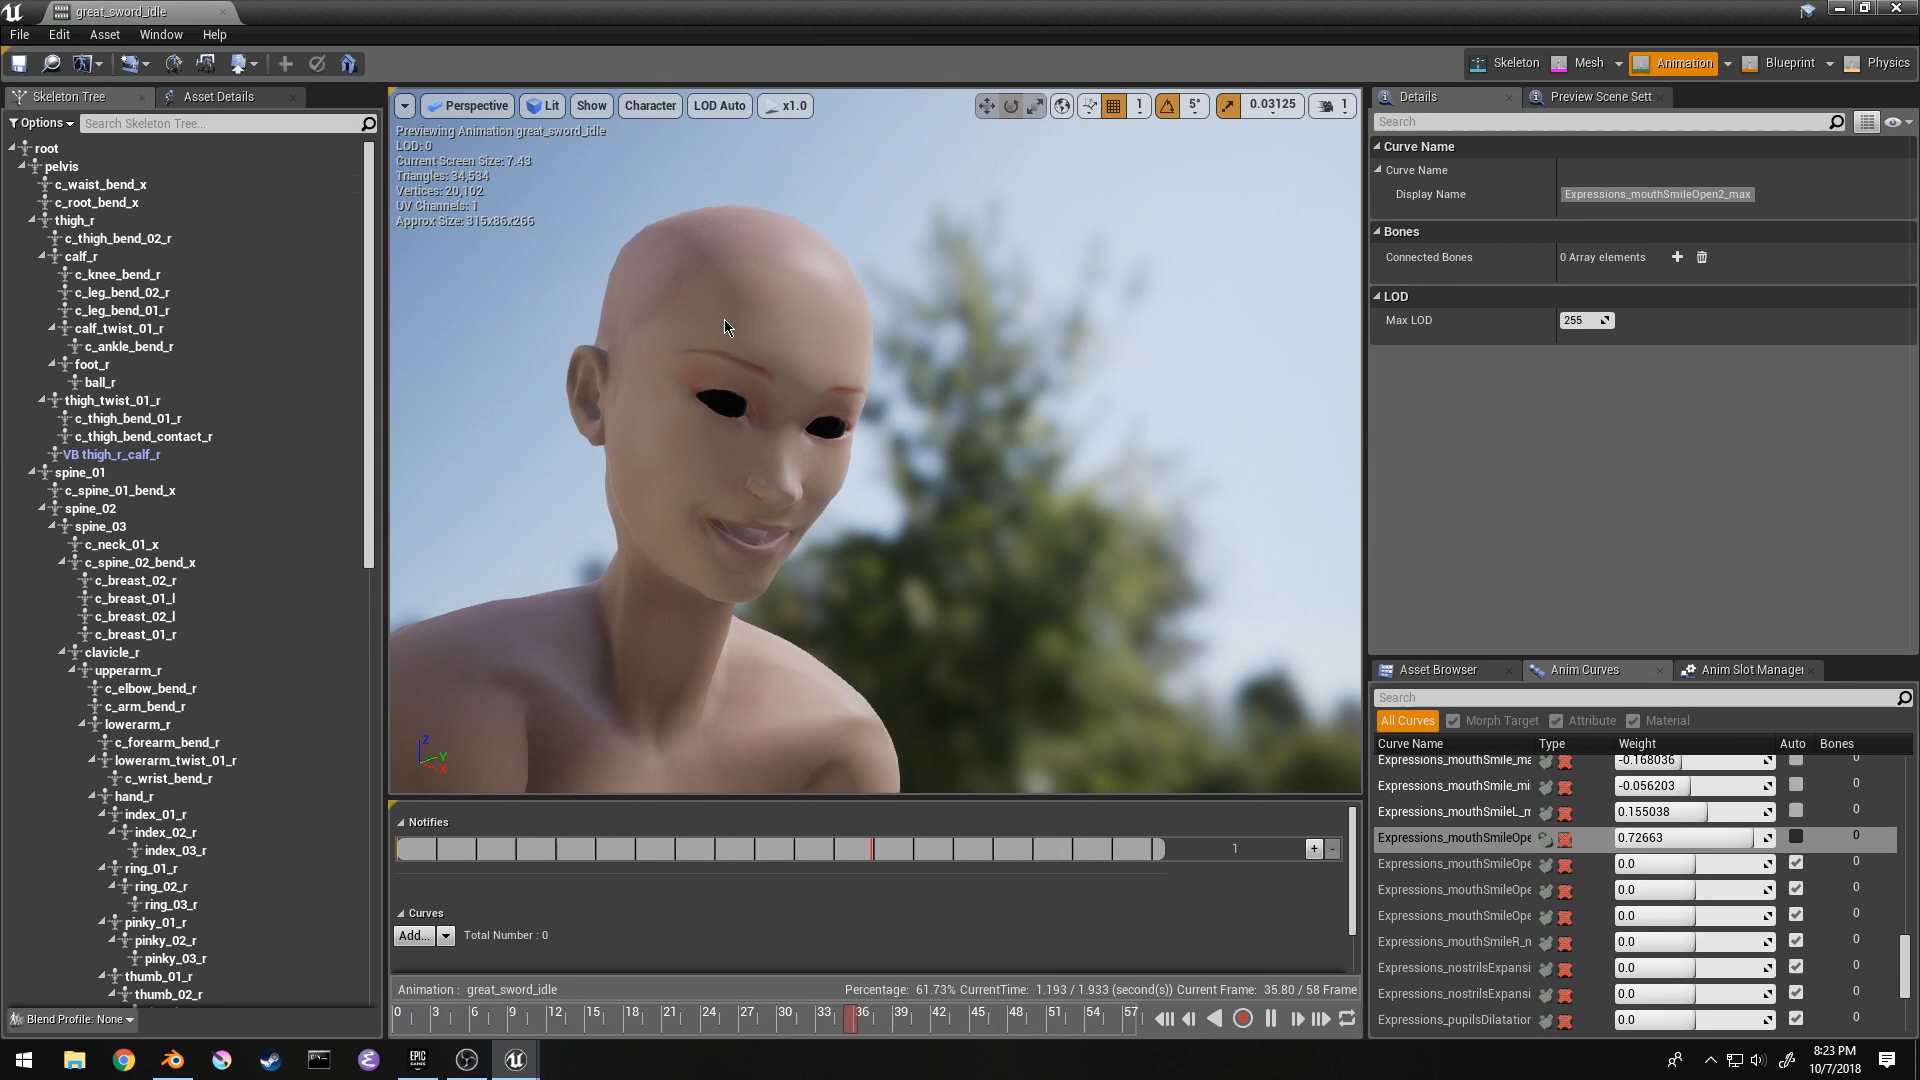 great_sword_idle
File Edit Asset Window Help
Skeleton Mesh Animation Blueprint Physics
Skeleton Tree Asset Details
Options Search Skeleton Tree...
root
pelvis
c_waist_bend_x
c_root_bend_x
thigh_r
c_thigh_bend_02_r
calf_r
c_knee_bend_r
c_leg_bend_02_r
c_leg_bend_01_r
calf_twist_01_r
c_ankle_bend_r
foot_r
ball_r
thigh_twist_01_r
c_thigh_bend_01_r
c_thigh_bend_contact_r
VB thigh_r_calf_r
spine_01
c_spine_01_bend_x
spine_02
spine_03
c_neck_01_x
c_spine_02_bend_x
c_breast_02_r
c_breast_01_l
c_breast_02_l
c_breast_01_r
clavicle_r
upperarm_r
c_elbow_bend_r
c_arm_bend_r
lowerarm_r
c_forearm_bend_r
lowerarm_twist_01_r
c_wrist_bend_r
hand_r
index_01_r
index_02_r
index_03_r
ring_01_r
ring_02_r
ring_03_r
pinky_01_r
pinky_02_r
pinky_03_r
thumb_01_r
thumb_02_r
Blend Profile: None
Perspective Lit Show Character LOD Auto x1.0 1 5° 0.03125 1
Previewing Animation great_sword_idle
LOD: 0
Current Screen Size: 7.43
Triangles: 34,534
Vertices: 20,102
UV Channels: 1
Approx Size: 315x86x266
Z
Y
X
Notifies
1 + -
Curves
Add... Total Number : 0
Animation : great_sword_idle Percentage: 61.73% CurrentTime: 1.193 / 1.933 (second(s)) Current Frame: 35.80 / 58 Frame
0 3 6 9 12 15 18 21 24 27 30 33 36 39 42 45 48 51 54 57
Details Preview Scene Sett
Search
Curve Name
Curve Name
Display Name Expressions_mouthSmileOpen2_max
Bones
Connected Bones 0 Array elements
LOD
Max LOD 255
Asset Browser Anim Curves Anim Slot Manager
Search
All Curves Morph Target Attribute Material
Curve Name Type Weight Auto Bones
Expressions_mouthSmile_ma -0.168036 0
Expressions_mouthSmile_mi -0.056203 0
Expressions_mouthSmileL_m 0.155038 0
Expressions_mouthSmileOpe 0.72663 0
Expressions_mouthSmileOpe 0.0 0
Expressions_mouthSmileOpe 0.0 0
Expressions_mouthSmileOpe 0.0 0
Expressions_mouthSmileR_n 0.0 0
Expressions_nostrilsExpansi 0.0 0
Expressions_nostrilsExpansi 0.0 0
Expressions_pupilsDilatatior 0.0 0
EPIC GAMES
8:23 PM
10/7/2018